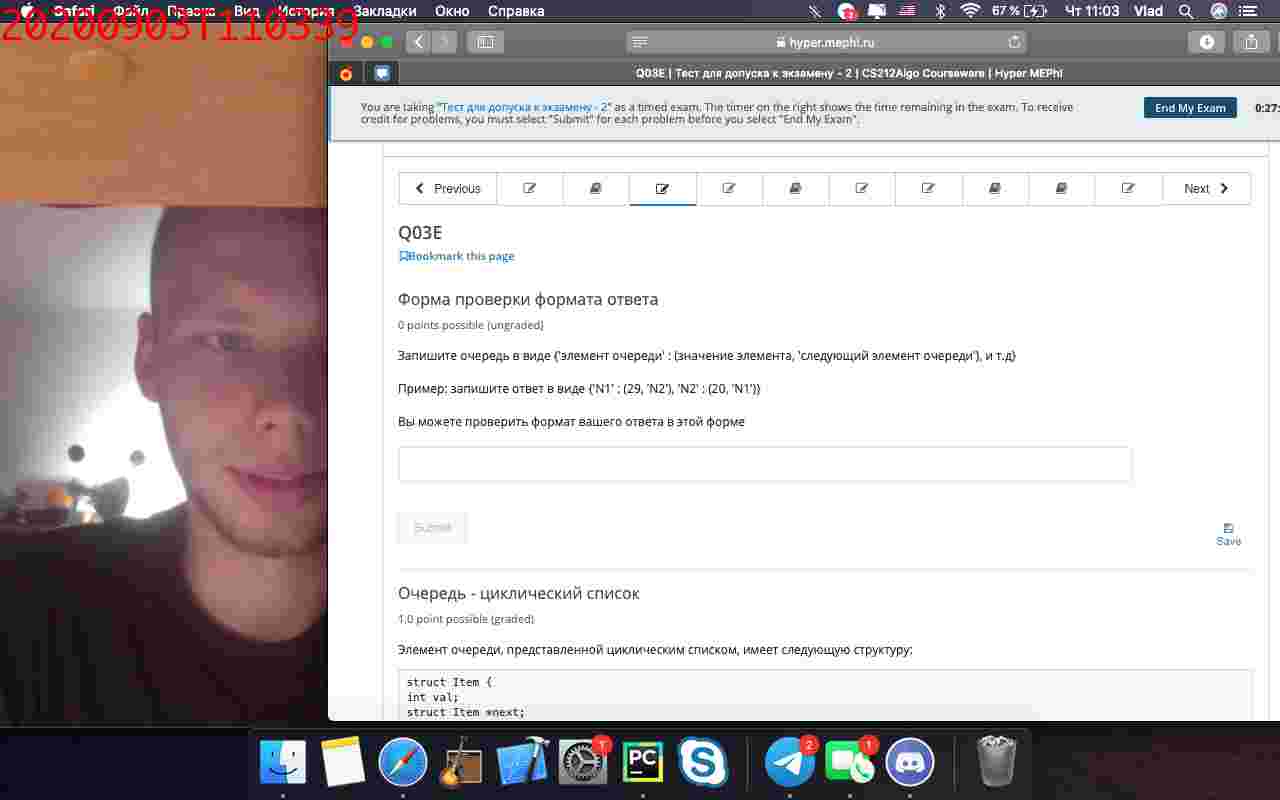 Safari Файл Правка Вид История Закладки Окно Справка 67 % Чт 11:03 Vlad
20200903T110339
hyper.mephi.ru
Q03E | Тест для допуска к экзамену - 2 | CS212Algo Courseware | Hyper MEPhI
You are taking "Тест для допуска к экзамену - 2" as a timed exam. The timer on the right shows the time remaining in the exam. To receive
credit for problems, you must select "Submit" for each problem before you select "End My Exam".
End My Exam
0:27:
Previous
Next
Q03E
Bookmark this page
Форма проверки формата ответа
0 points possible (ungraded)
Запишите очередь в виде {'элемент очереди' : (значение элемента, 'следующий элемент очереди'), и т.д}
Пример: запишите ответ в виде {'N1' : (29, 'N2'), 'N2' : (20, 'N1')}
Вы можете проверить формат вашего ответа в этой форме
Submit
Save
Очередь - циклический список
1.0 point possible (graded)
Элемент очереди, представленной циклическим списком, имеет следующую структуру:
struct Item {
int val;
struct Item *next;
1
PC
2
1